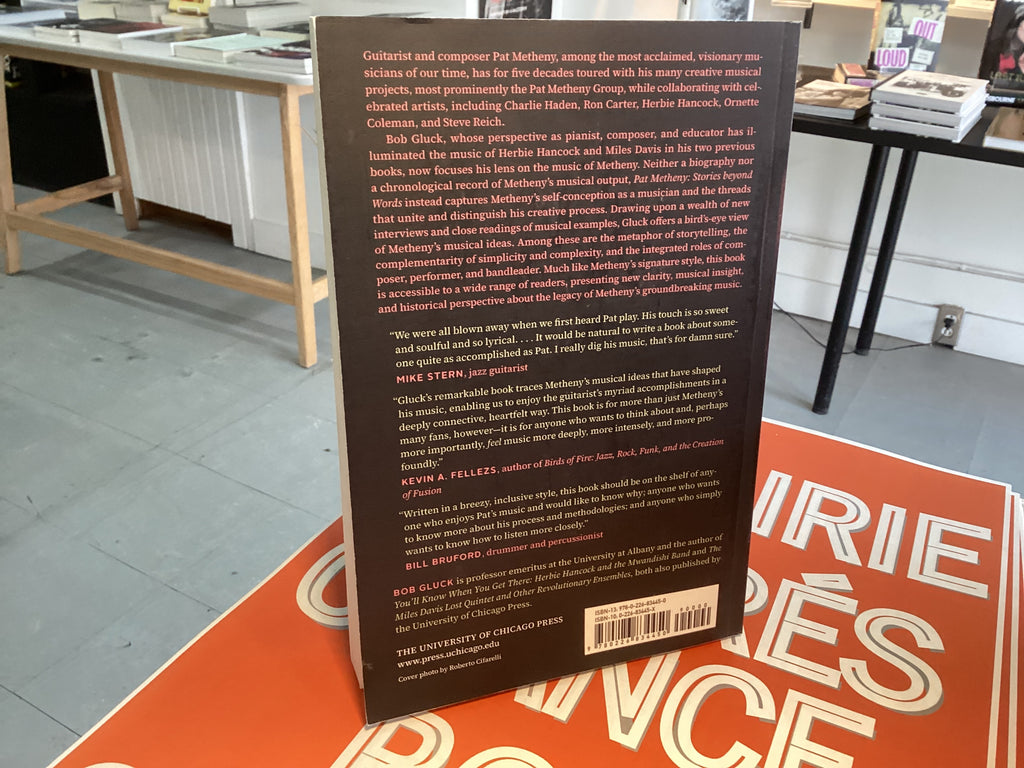 Guitarist and composer Pat Metheny, among the most acclaimed, visionary mu-
sicians of our time, has for five decades toured with his many creative musical
projects, most prominently the Pat Metheny Group, while collaborating with cel-
ebrated artists, including Charlie Haden, Ron Carter, Herbie Hancock, Ornette
Coleman, and Steve Reich.
Bob Gluck, whose perspective as pianist, composer, and educator has il-
luminated the music of Herbie Hancock and Miles Davis in his two previous
books, now focuses his lens on the music of Metheny. Neither a biography nor
a chronological record of Metheny's musical output, Pat Metheny: Stories beyond
Words instead captures Metheny's self-conception as a musician and the threads
that unite and distinguish his creative process. Drawing upon a wealth of new
interviews and close readings of musical examples, Gluck offers a bird's-eye view
of Metheny's musical ideas. Among these are the metaphor of storytelling, the
complementarity of simplicity and complexity, and the integrated roles of com-
poser, performer, and bandleader. Much like Metheny's signature style, this book
is accessible to a wide range of readers, presenting new clarity, musical insight,
and historical perspective about the legacy of Metheny's groundbreaking music.
"We were all blown away when we first heard Pat play. His touch is so sweet
and soulful and so lyrical. . . . It would be natural to write a book about some-
one quite as accomplished as Pat. I really dig his music, that's for damn sure."
MIKE STERN, jazz guitarist
"Gluck's remarkable book traces Metheny's musical ideas that have shaped
his music, enabling us to enjoy the guitarist's myriad accomplishments in a
deeply connective, heartfelt way. This book is for more than just Metheny's
many fans, however—it is for anyone who wants to think about and, perhaps
more importantly, feel music more deeply, more intensely, and more pro-
foundly."
KEVIN A. FELLEZS, author of Birds of Fire: Jazz, Rock, Funk, and the Creation
of Fusion
"Written in a breezy, inclusive style, this book should be on the shelf of any-
one who enjoys Pat's music and would like to know why; anyone who wants
to know more about his process and methodologies; and anyone who simply
wants to know how to listen more closely."
BILL BRUFORD, drummer and percussionist
BOB GLUCK is professor emeritus at the University at Albany and the author of
You'll Know When You Get There: Herbie Hancock and the Mwandishi Band and The
Miles Davis Lost Quintet and Other Revolutionary Ensembles, both also published by
the University of Chicago Press.
THE UNIVERSITY OF CHICAGO PRESS
www.press.uchicago.edu
Cover photo by Roberto Cifarelli
ISBN-13: 978-0-226-83445-0
ISBN-10: 0-226-83445-X
90000
9 780226 834450
OUT
LOUD